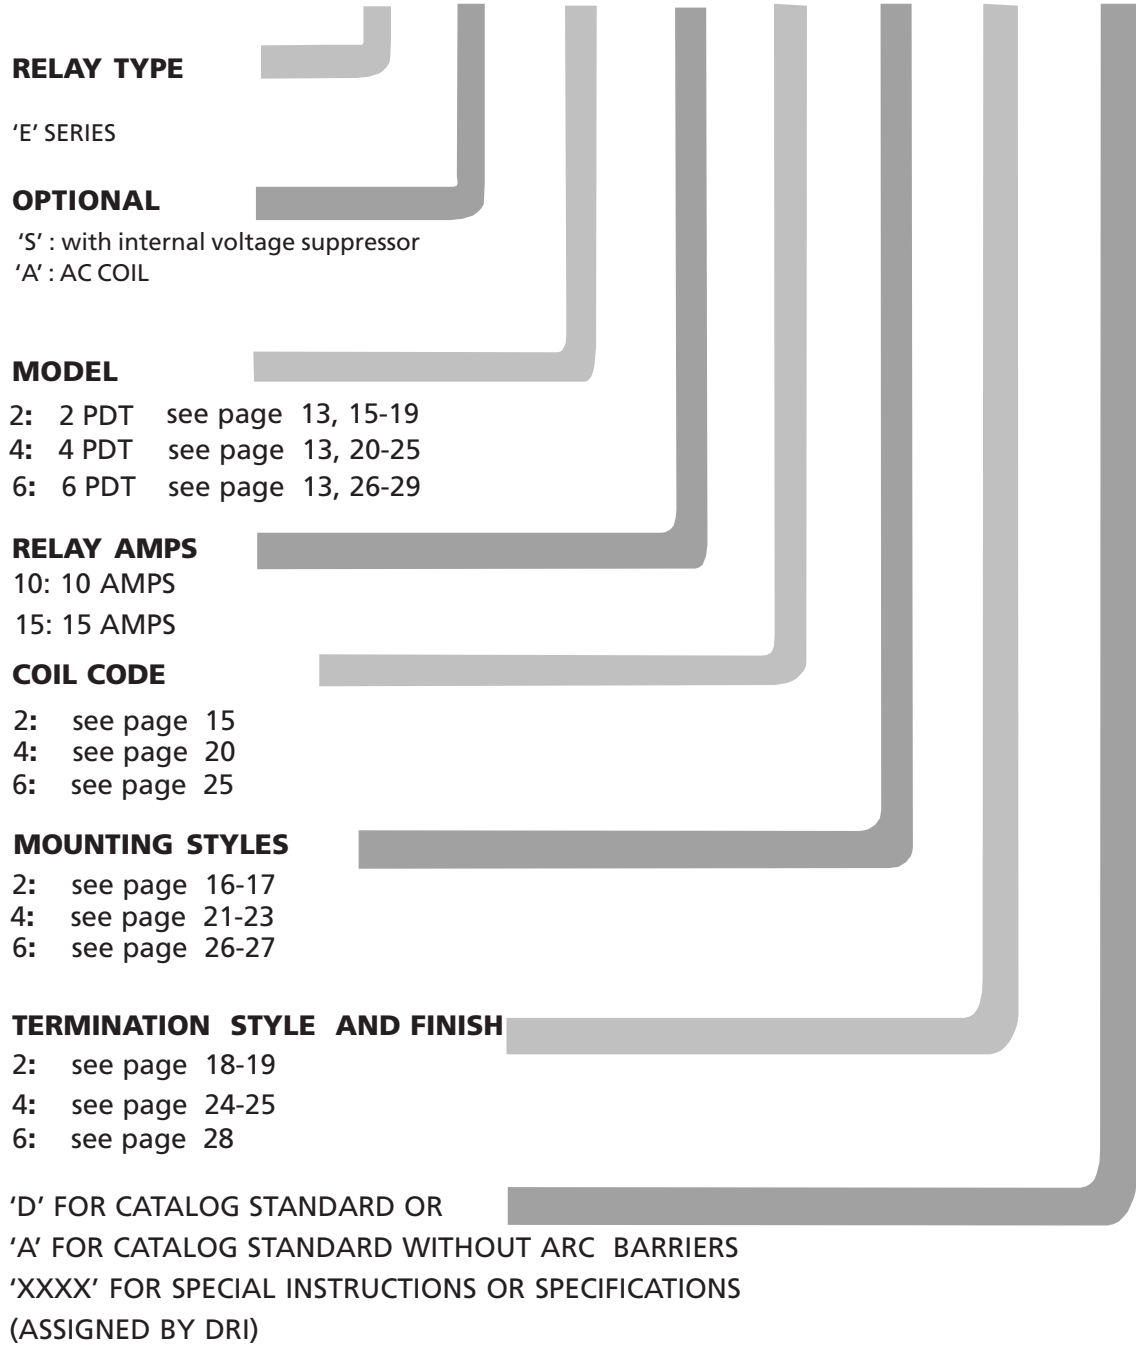 RELAY TYPE
‘E’ SERIES
OPTIONAL
‘S’ : with internal voltage suppressor
‘A’ : AC COIL
MODEL
2: 2 PDT see page 13, 15-19
4: 4 PDT see page 13, 20-25
6: 6 PDT see page 13, 26-29
RELAY AMPS
10: 10 AMPS
15: 15 AMPS
COIL CODE
2: see page 15
4: see page 20
6: see page 25
MOUNTING STYLES
2: see page 16-17
4: see page 21-23
6: see page 26-27
TERMINATION STYLE AND FINISH
2: see page 18-19
4: see page 24-25
6: see page 28
‘D’ FOR CATALOG STANDARD OR
‘A’ FOR CATALOG STANDARD WITHOUT ARC BARRIERS
‘XXXX’ FOR SPECIAL INSTRUCTIONS OR SPECIFICATIONS
(ASSIGNED BY DRI)